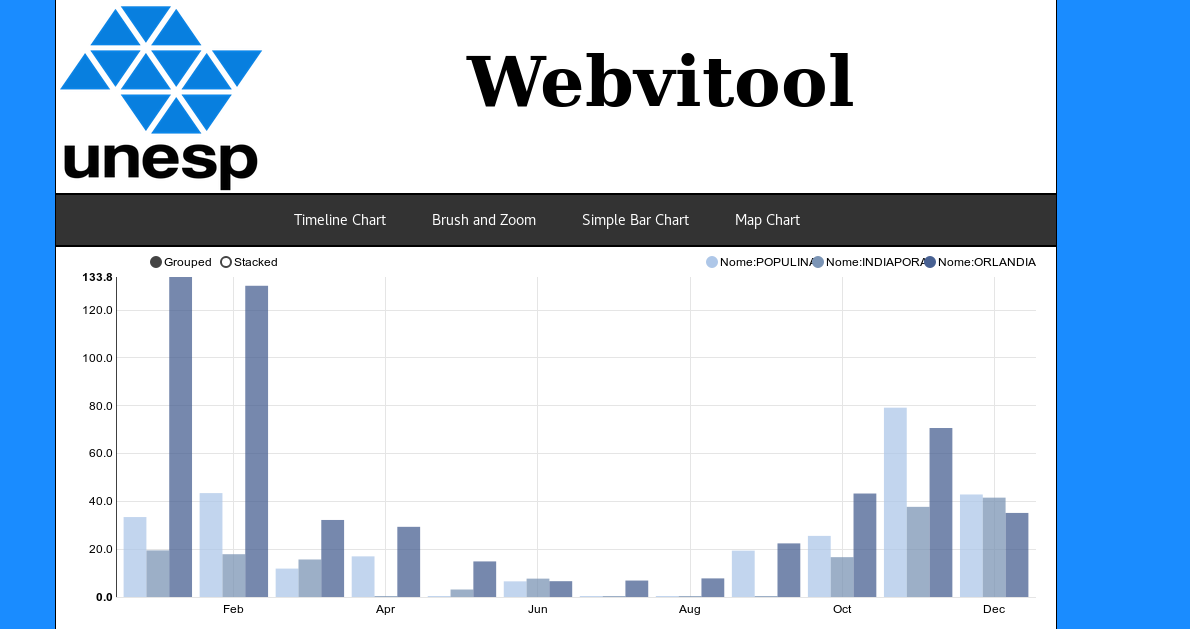 unesp
Webvitool
Timeline Chart Brush and Zoom Simple Bar Chart Map Chart
Grouped Stacked Nome:POPULINA Nome:INDIAPORA Nome:ORLANDIA
133.8
120.0
100.0
80.0
60.0
40.0
20.0
0.0
Feb Apr Jun Aug Oct Dec